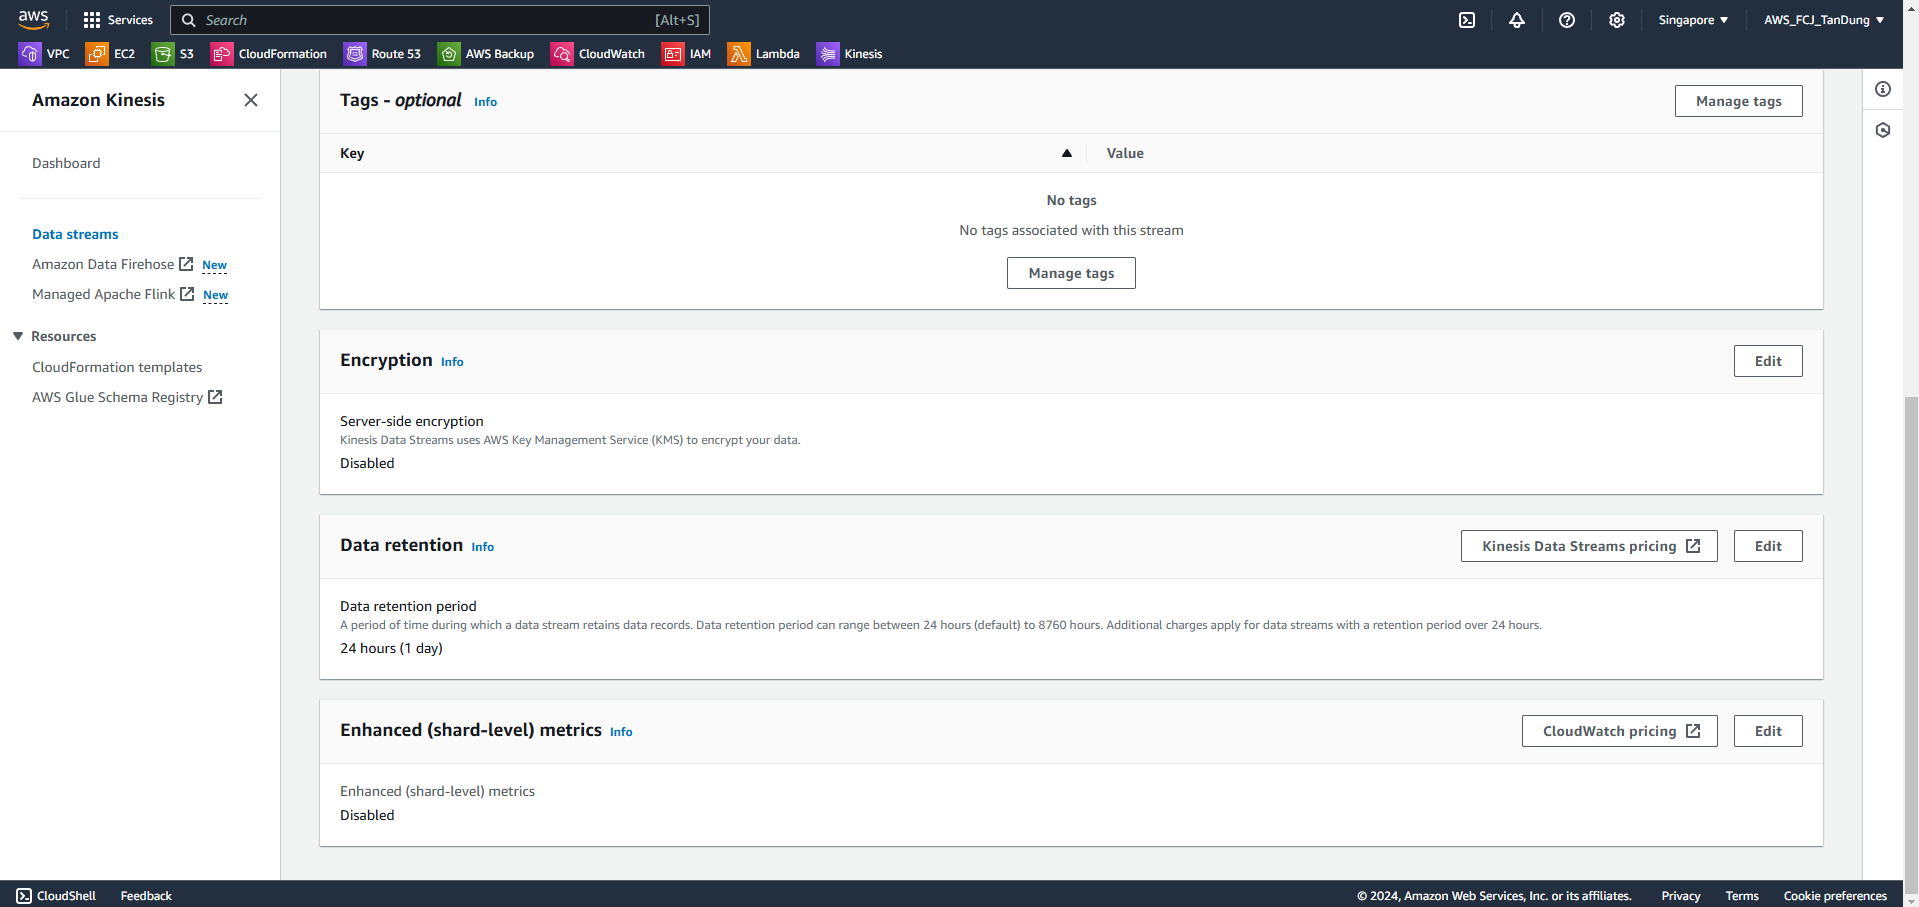 aws
Services
Search
[Alt+S]
Singapore
AWS_FCJ_TanDung
VPC
EC2
S3
CloudFormation
Route 53
AWS Backup
CloudWatch
IAM
Lambda
Kinesis
Amazon Kinesis
Dashboard
Data streams
Amazon Data Firehose New
Managed Apache Flink New
Resources
CloudFormation templates
AWS Glue Schema Registry
Tags - optional Info
Manage tags
Key
Value
No tags
No tags associated with this stream
Manage tags
Encryption Info
Edit
Server-side encryption
Kinesis Data Streams uses AWS Key Management Service (KMS) to encrypt your data.
Disabled
Data retention Info
Kinesis Data Streams pricing
Edit
Data retention period
A period of time during which a data stream retains data records. Data retention period can range between 24 hours (default) to 8760 hours. Additional charges apply for data streams with a retention period over 24 hours.
24 hours (1 day)
Enhanced (shard-level) metrics Info
CloudWatch pricing
Edit
Enhanced (shard-level) metrics
Disabled
CloudShell
Feedback
© 2024, Amazon Web Services, Inc. or its affiliates.
Privacy
Terms
Cookie preferences